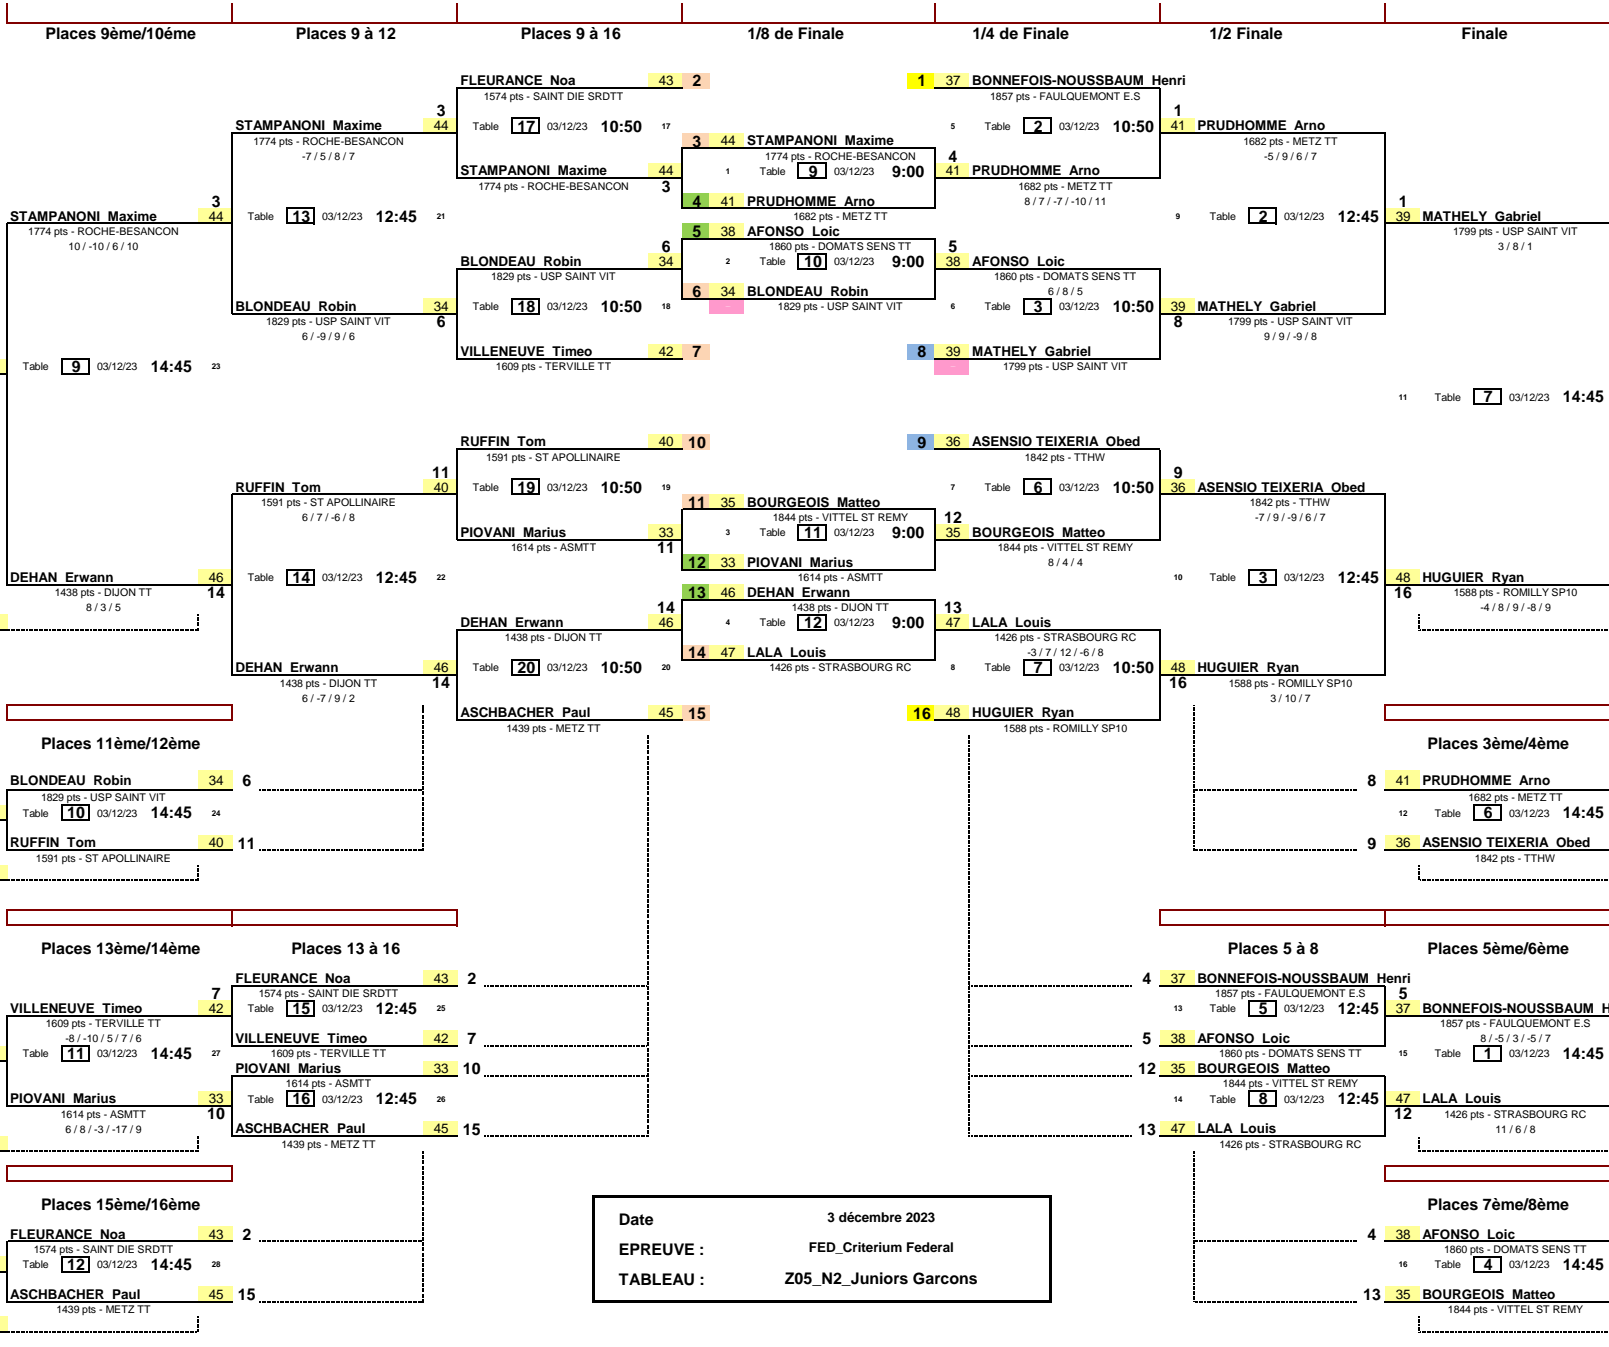 Places 9ème/10éme
Places 9 à 12
Places 9 à 16
1/8 de Finale
1/4 de Finale
1/2 Finale
Finale
STAMPANONI Maxime 44
3
1774 pts - ROCHE-BESANCON
10 / -10 / 6 / 10
Table 9 03/12/23 14:45 23
DEHAN Erwann 46
14
1438 pts - DIJON TT
8 / 3 / 5
3
STAMPANONI Maxime 44
1774 pts - ROCHE-BESANCON
-7 / 5 / 8 / 7
Table 13 03/12/23 12:45 21
BLONDEAU Robin 34
1829 pts - USP SAINT VIT 6
6 / -9 / 9 / 6
11
RUFFIN Tom 40
1591 pts - ST APOLLINAIRE
6 / 7 / -6 / 8
Table 14 03/12/23 12:45 22
DEHAN Erwann 46
1438 pts - DIJON TT 14
6 / -7 / 9 / 2
FLEURANCE Noa 43 2
1574 pts - SAINT DIE SRDTT
Table 17 03/12/23 10:50 17
STAMPANONI Maxime 44
1774 pts - ROCHE-BESANCON 3
6
BLONDEAU Robin 34
1829 pts - USP SAINT VIT
Table 18 03/12/23 10:50 18
VILLENEUVE Timeo 42 7
1609 pts - TERVILLE TT
RUFFIN Tom 40 10
1591 pts - ST APOLLINAIRE
Table 19 03/12/23 10:50 19
PIOVANI Marius 33
1614 pts - ASMTT 11
14
DEHAN Erwann 46
1438 pts - DIJON TT
Table 20 03/12/23 10:50 20
ASCHBACHER Paul 45 15
1439 pts - METZ TT
3 44 STAMPANONI Maxime
1774 pts - ROCHE-BESANCON
1 Table 9 03/12/23 9:00
4 41 PRUDHOMME Arno
1682 pts - METZ TT
5 38 AFONSO Loic
1860 pts - DOMATS SENS TT
2 Table 10 03/12/23 9:00
6 34 BLONDEAU Robin
1829 pts - USP SAINT VIT
11 35 BOURGEOIS Matteo
1844 pts - VITTEL ST REMY
3 Table 11 03/12/23 9:00
12 33 PIOVANI Marius
1614 pts - ASMTT
13 46 DEHAN Erwann
1438 pts - DIJON TT
4 Table 12 03/12/23 9:00
14 47 LALA Louis
1426 pts - STRASBOURG RC
1 37 BONNEFOIS-NOUSSBAUM Henri
1857 pts - FAULQUEMONT E.S
5 Table 2 03/12/23 10:50
4
41 PRUDHOMME Arno
1682 pts - METZ TT
8 / 7 / -7 / -10 / 11
5
38 AFONSO Loic
1860 pts - DOMATS SENS TT
6 / 8 / 5
6 Table 3 03/12/23 10:50
8 39 MATHELY Gabriel
1799 pts - USP SAINT VIT
9 36 ASENSIO TEIXERIA Obed
1842 pts - TTHW
7 Table 6 03/12/23 10:50
12
35 BOURGEOIS Matteo
1844 pts - VITTEL ST REMY
8 / 4 / 4
13
47 LALA Louis
1426 pts - STRASBOURG RC
-3 / 7 / 12 / -6 / 8
8 Table 7 03/12/23 10:50
16 48 HUGUIER Ryan
1588 pts - ROMILLY SP10
1
41 PRUDHOMME Arno
1682 pts - METZ TT
-5 / 9 / 6 / 7
9 Table 2 03/12/23 12:45
39 MATHELY Gabriel
8 1799 pts - USP SAINT VIT
9 / 9 / -9 / 8
9
36 ASENSIO TEIXERIA Obed
1842 pts - TTHW
-7 / 9 / -9 / 6 / 7
10 Table 3 03/12/23 12:45
48 HUGUIER Ryan
16 1588 pts - ROMILLY SP10
3 / 10 / 7
1
39 MATHELY Gabriel
1799 pts - USP SAINT VIT
3 / 8 / 1
11 Table 7 03/12/23 14:45
48 HUGUIER Ryan
16 1588 pts - ROMILLY SP10
-4 / 8 / 9 / -8 / 9
Places 11ème/12ème
BLONDEAU Robin 34 6
1829 pts - USP SAINT VIT
Table 10 03/12/23 14:45 24
RUFFIN Tom 40 11
1591 pts - ST APOLLINAIRE
Places 3ème/4ème
8 41 PRUDHOMME Arno
1682 pts - METZ TT
12 Table 6 03/12/23 14:45
9 36 ASENSIO TEIXERIA Obed
1842 pts - TTHW
Places 13ème/14ème
Places 13 à 16
7
VILLENEUVE Timeo 42
1609 pts - TERVILLE TT
-8 / -10 / 5 / 7 / 6
Table 11 03/12/23 14:45 27
PIOVANI Marius 33
1614 pts - ASMTT 10
6 / 8 / -3 / -17 / 9
FLEURANCE Noa 43 2
1574 pts - SAINT DIE SRDTT
Table 15 03/12/23 12:45 25
VILLENEUVE Timeo 42 7
1609 pts - TERVILLE TT
PIOVANI Marius 33 10
1614 pts - ASMTT
Table 16 03/12/23 12:45 26
ASCHBACHER Paul 45 15
1439 pts - METZ TT
Places 5 à 8
Places 5ème/6ème
4 37 BONNEFOIS-NOUSSBAUM Henri
1857 pts - FAULQUEMONT E.S
13 Table 5 03/12/23 12:45
5 38 AFONSO Loic
1860 pts - DOMATS SENS TT
12 35 BOURGEOIS Matteo
1844 pts - VITTEL ST REMY
14 Table 8 03/12/23 12:45
13 47 LALA Louis
1426 pts - STRASBOURG RC
5
37 BONNEFOIS-NOUSSBAUM H
1857 pts - FAULQUEMONT E.S
8 / -5 / 3 / -5 / 7
15 Table 1 03/12/23 14:45
47 LALA Louis
12 1426 pts - STRASBOURG RC
11 / 6 / 8
Places 15ème/16ème
FLEURANCE Noa 43 2
1574 pts - SAINT DIE SRDTT
Table 12 03/12/23 14:45 28
ASCHBACHER Paul 45 15
1439 pts - METZ TT
Date 3 décembre 2023
EPREUVE : FED_Criterium Federal
TABLEAU : Z05_N2_Juniors Garcons
Places 7ème/8ème
4 38 AFONSO Loic
1860 pts - DOMATS SENS TT
16 Table 4 03/12/23 14:45
13 35 BOURGEOIS Matteo
1844 pts - VITTEL ST REMY